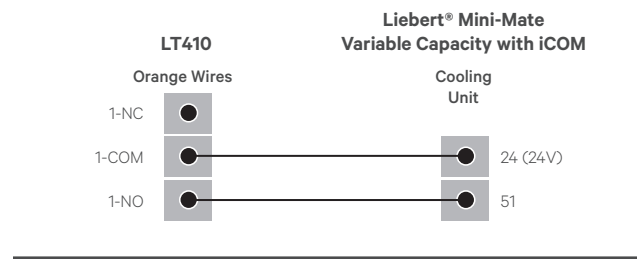 LT410
Liebert® Mini-Mate
Variable Capacity with iCOM
Orange Wires
Cooling
Unit
1-NC
1-COM
24 (24V)
1-NO
51